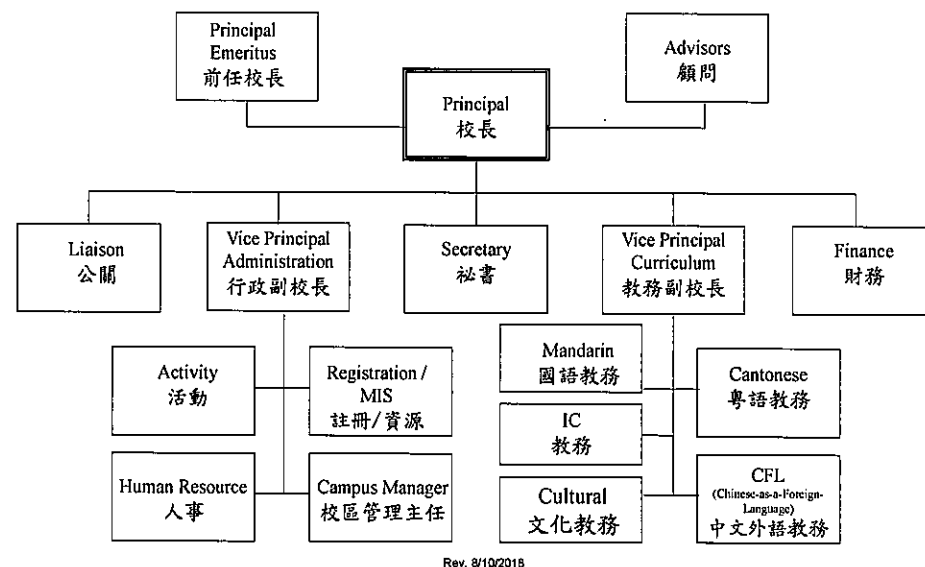 Principal
Emeritus
前任校長
Advisors
顧問
Principal
校長
Liaison
公關
Vice Principal
Administration
行政副校長
Secretary
祕書
Vice Principal
Curriculum
教務副校長
Finance
財務
Activity
活動
Registration /
MIS
註冊/資源
Mandarin
國語教務
Cantonese
粵語教務
IC
教務
Human Resource
人事
Campus Manager
校區管理主任
Cultural
文化教務
CFL
(Chinese-as-a-Foreign-
Language)
中文外語教務
Rev. 8/10/2018